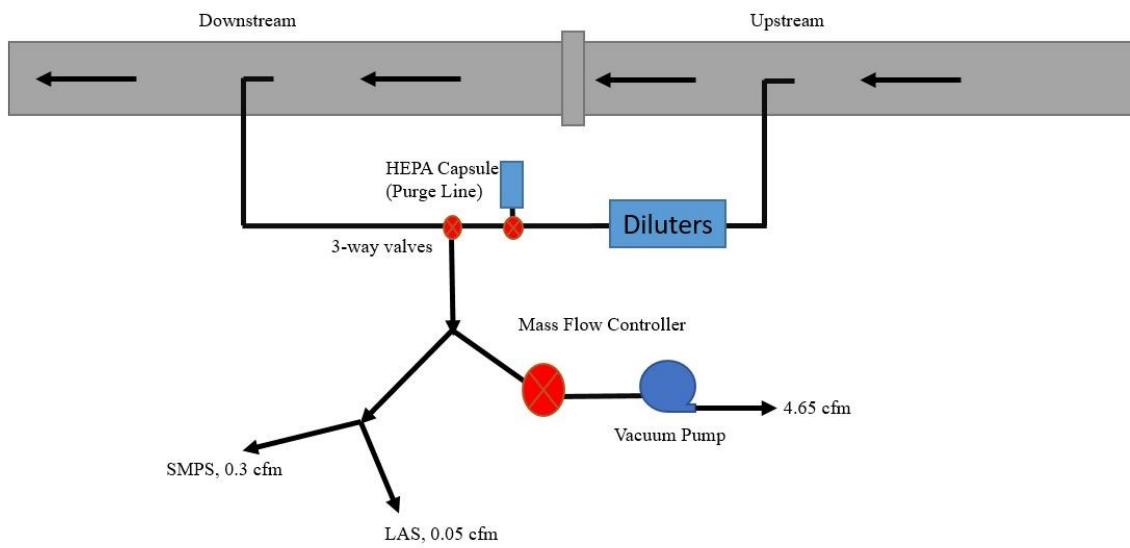 Downstream
Upstream
HEPA Capsule
(Purge Line)
Diluters
3-way valves
Mass Flow Controller
4.65 cfm
Vacuum Pump
SMPS, 0.3 cfm
LAS, 0.05 cfm